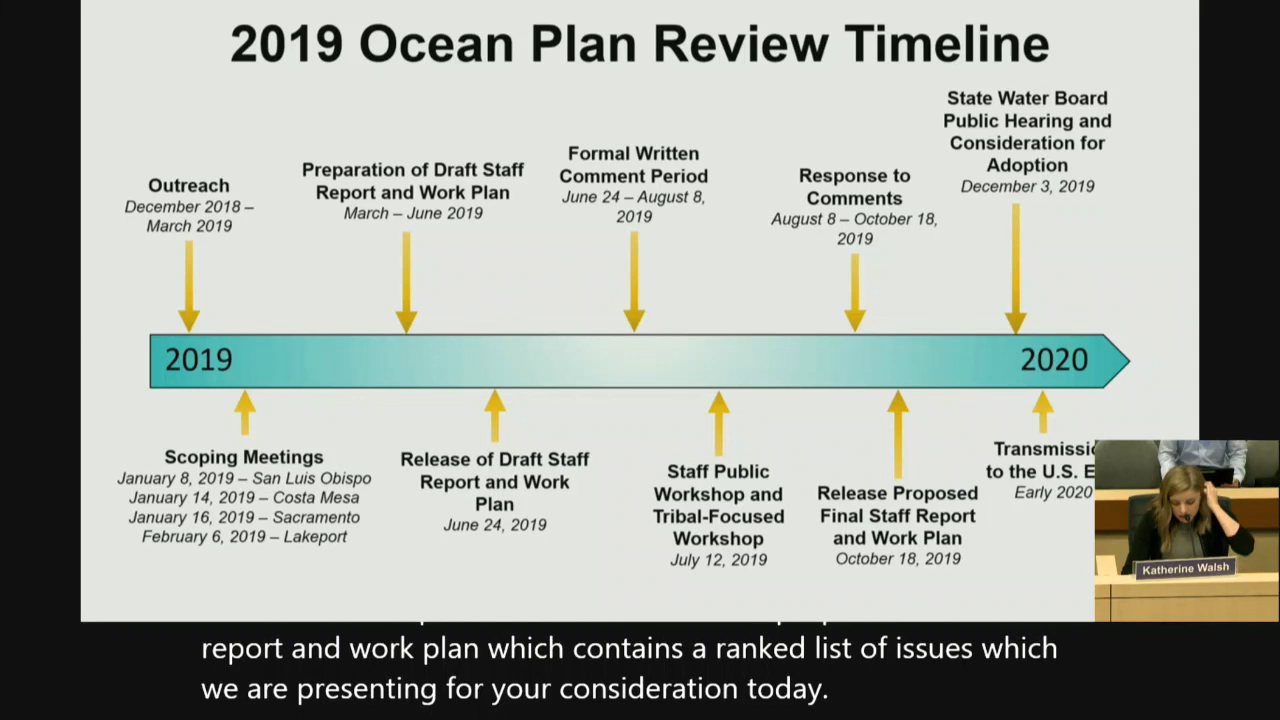 2019 Ocean Plan Review Timeline
Outreach
December 2018 –
March 2019
Preparation of Draft Staff
Report and Work Plan
March – June 2019
Formal Written
Comment Period
June 24 – August 8,
2019
Response to
Comments
August 8 – October 18,
2019
State Water Board
Public Hearing and
Consideration for
Adoption
December 3, 2019
2019
2020
Scoping Meetings
January 8, 2019 – San Luis Obispo
January 14, 2019 – Costa Mesa
January 16, 2019 – Sacramento
February 6, 2019 – Lakeport
Release of Draft Staff
Report and Work
Plan
June 24, 2019
Staff Public
Workshop and
Tribal-Focused
Workshop
July 12, 2019
Release Proposed
Final Staff Report
and Work Plan
October 18, 2019
to the U.S.
Early 2020
Katherine Walsh
report and work plan which contains a ranked list of issues which
we are presenting for your consideration today.